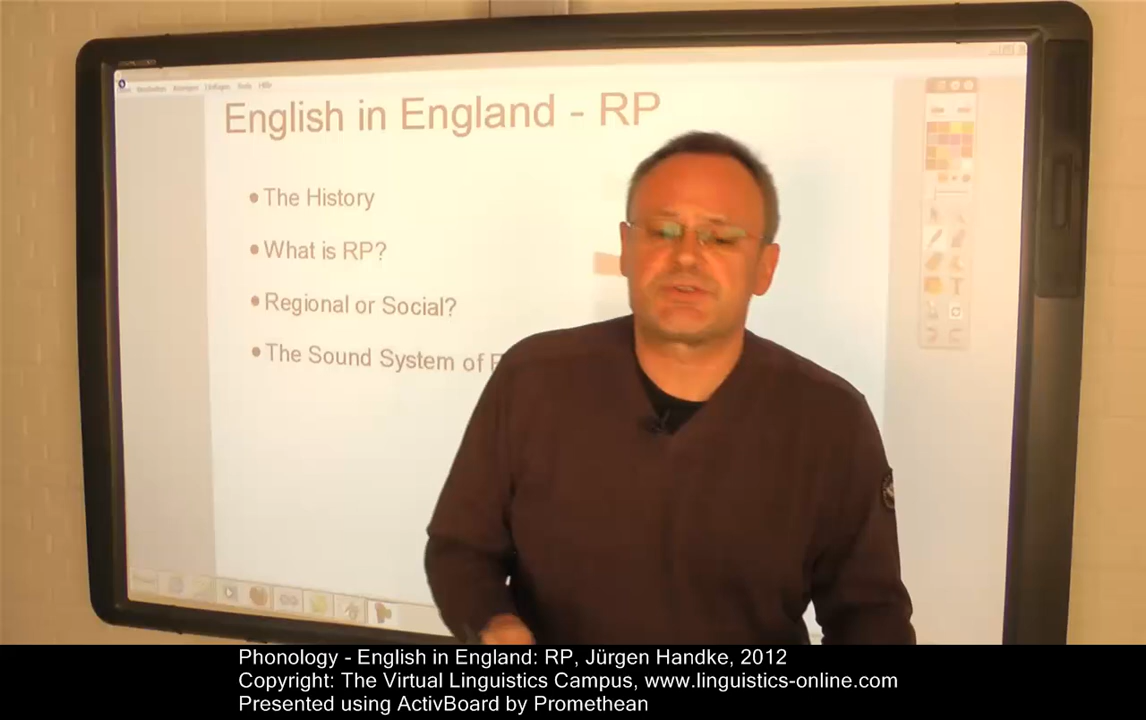 English in England - RP
• The History
• What is RP?
• Regional or Social?
• The Sound System of
Phonology - English in England: RP, Jürgen Handke, 2012
Copyright: The Virtual Linguistics Campus, www.linguistics-online.com
Presented using ActivBoard by Promethean